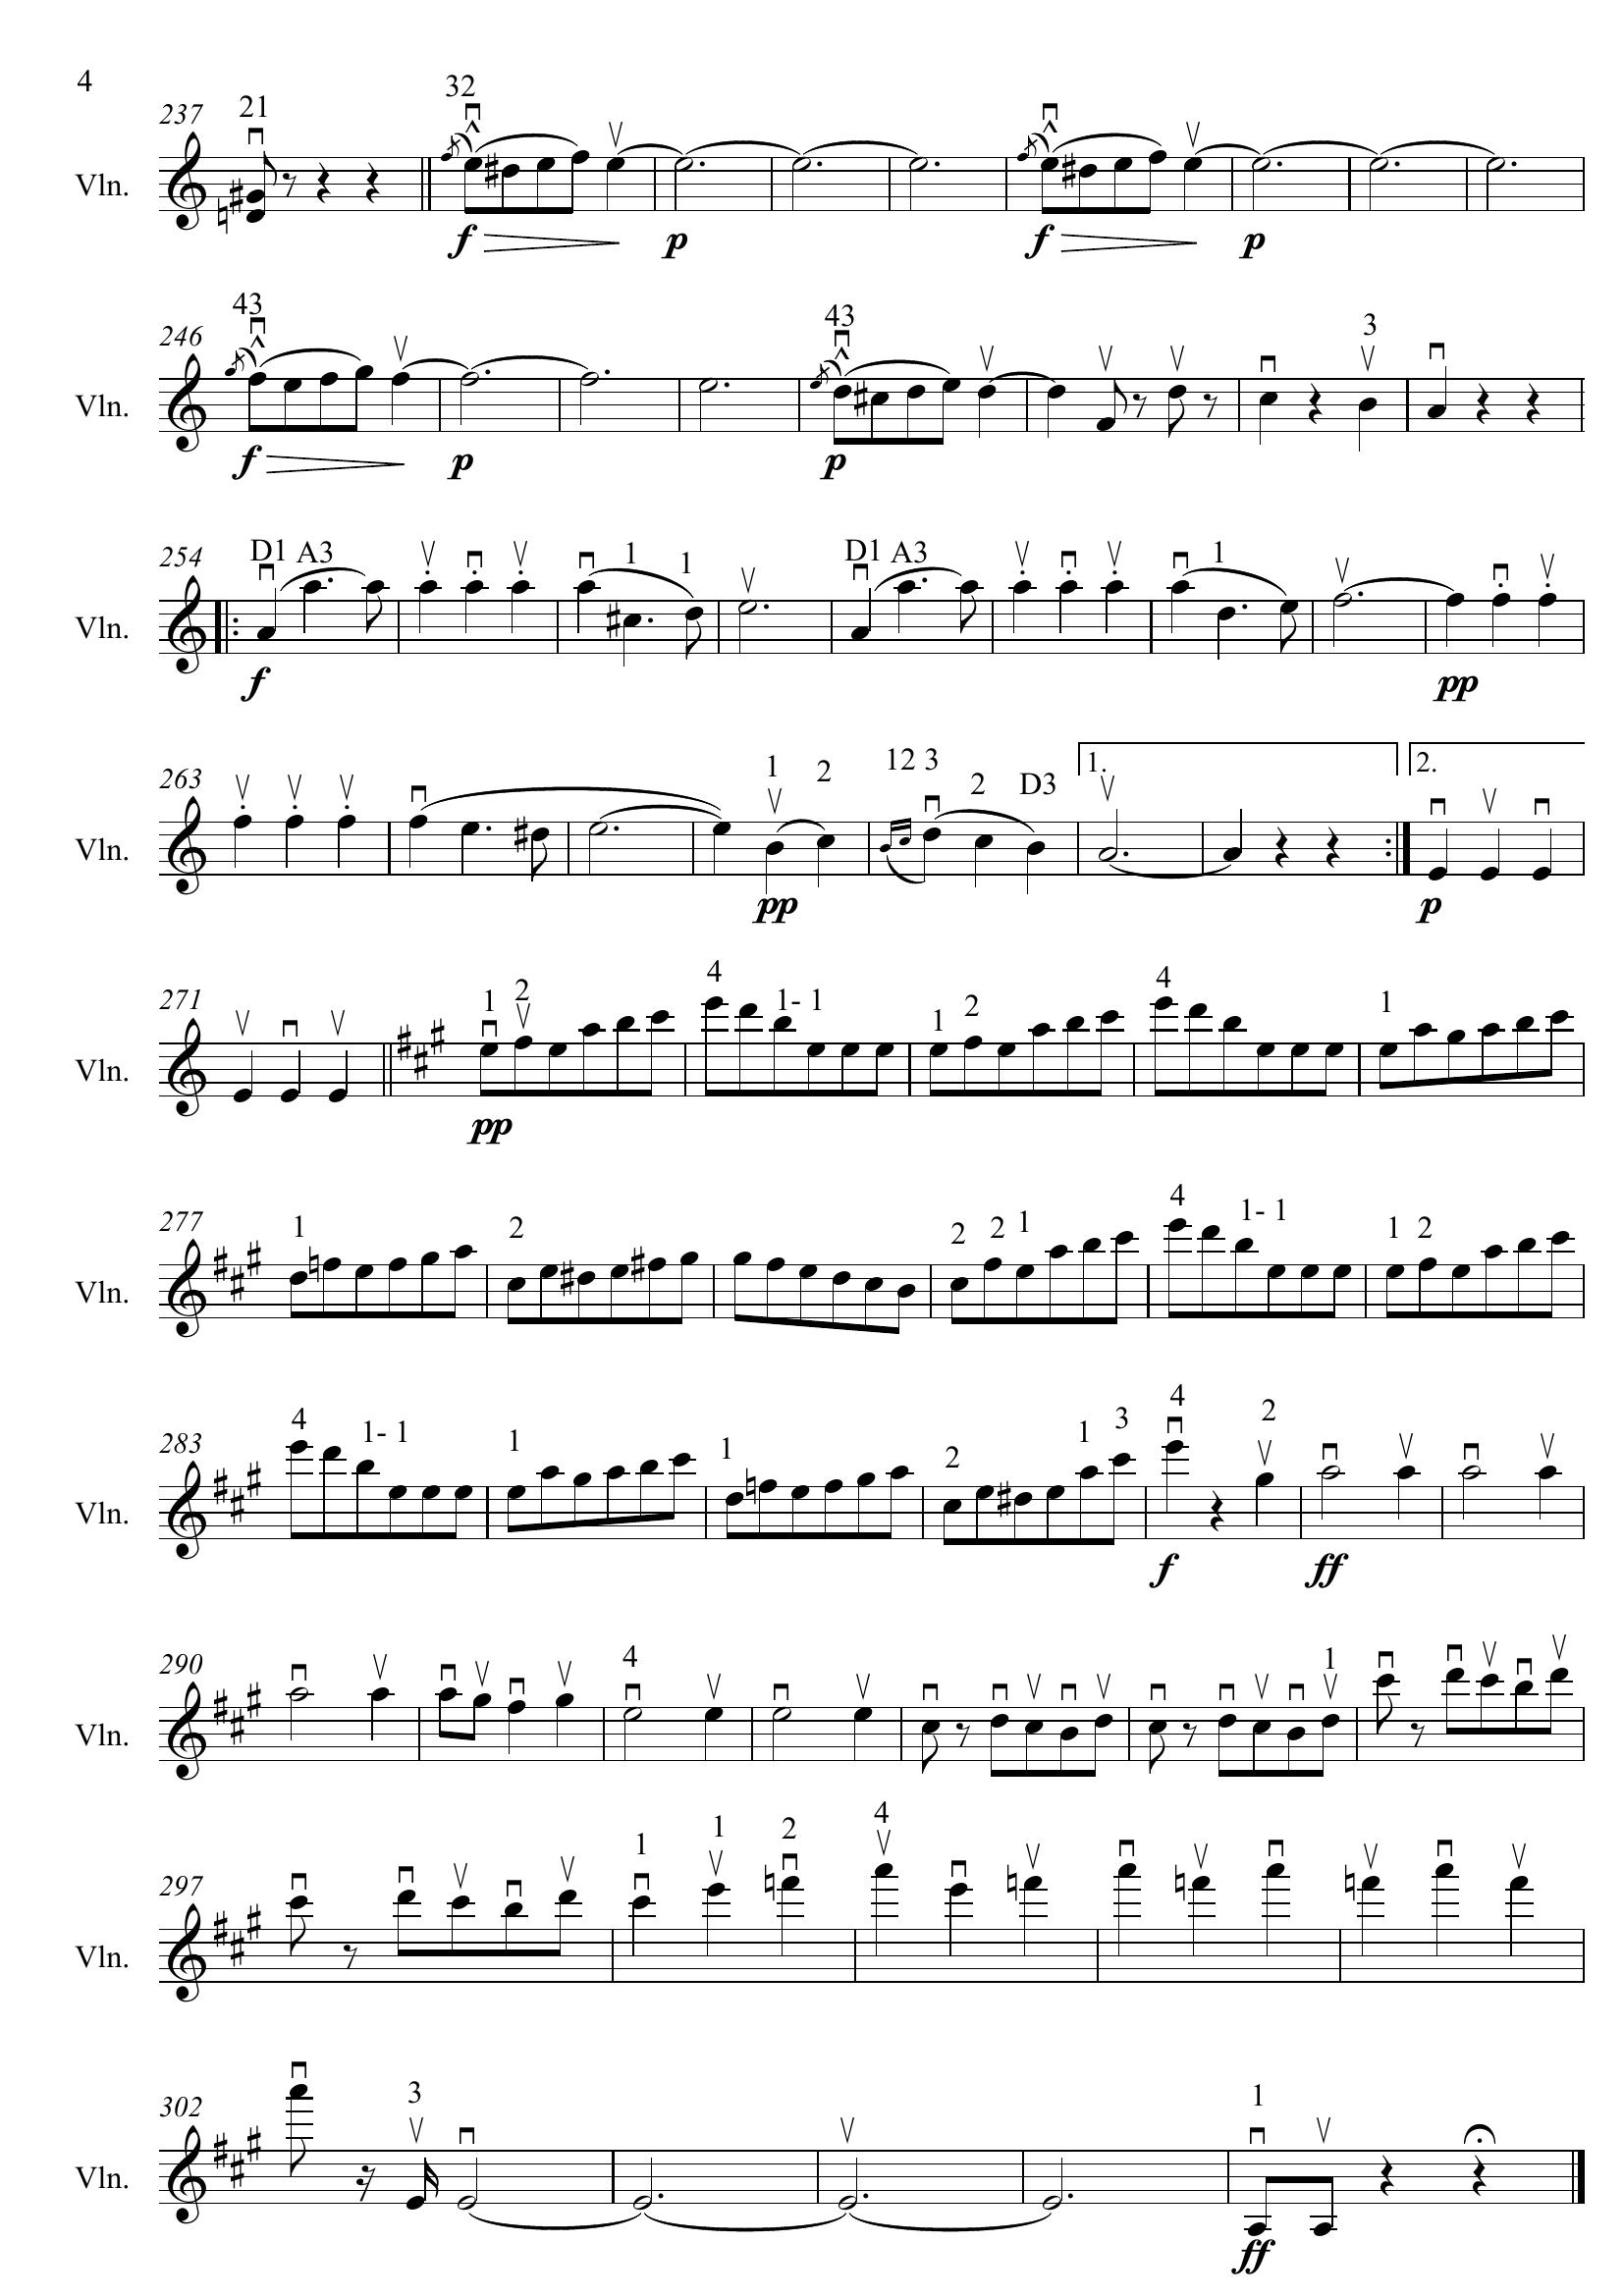 4
237 21 32
Vln.
f p f p
246 43 43 3
Vln.
f p p
254 D1 A3 1 1 D1 A3 1
Vln.
f pp
263 1 2 12 3 2 D3 1. 2.
Vln.
pp p
271 1 2 4 1- 1 1 2 4 1
Vln.
pp
277 1 2 2 2 1 4 1- 1 1 2
Vln.
283 4 1- 1 1 1 2 1 3 4 2
Vln.
f ff
290 4 1
Vln.
297 1 1 2 4
Vln.
302 3 1
Vln.
ff